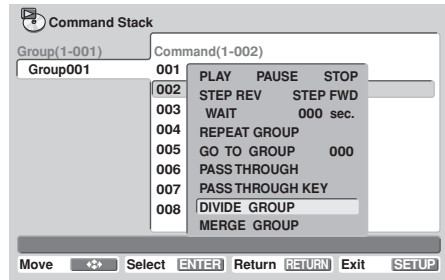 Command Stack
Group(1-001) Command(1-002)
Group001
001
002
003
004
005
006
007
008
PLAY PAUSE STOP
STEP REV STEP FWD
WAIT 000 sec.
REPEAT GROUP
GO TO GROUP 000
PASS THROUGH
PASS THROUGH KEY
DIVIDE GROUP
MERGE GROUP
Move Select ENTER Return RETURN Exit SETUP